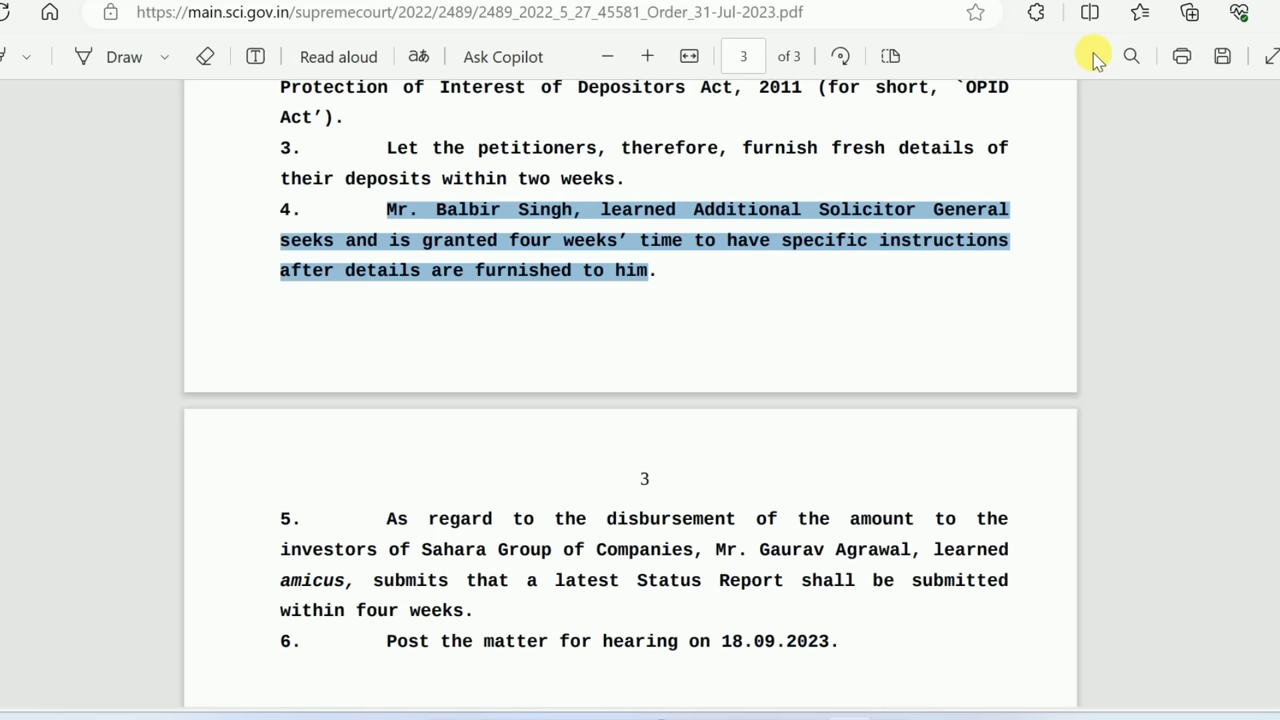 https://main.sci.gov.in/supremecourt/2022/2489/2489_2022_5_27_45581_Order_31-Jul-2023.pdf
Draw Read aloud aあ Ask Copilot 3 of 3
Protection of Interest of Depositors Act, 2011 (for short, `OPID
Act’).
3. Let the petitioners, therefore, furnish fresh details of
their deposits within two weeks.
4. Mr. Balbir Singh, learned Additional Solicitor General
seeks and is granted four weeks’ time to have specific instructions
after details are furnished to him.
3
5. As regard to the disbursement of the amount to the
investors of Sahara Group of Companies, Mr. Gaurav Agrawal, learned
amicus, submits that a latest Status Report shall be submitted
within four weeks.
6. Post the matter for hearing on 18.09.2023.